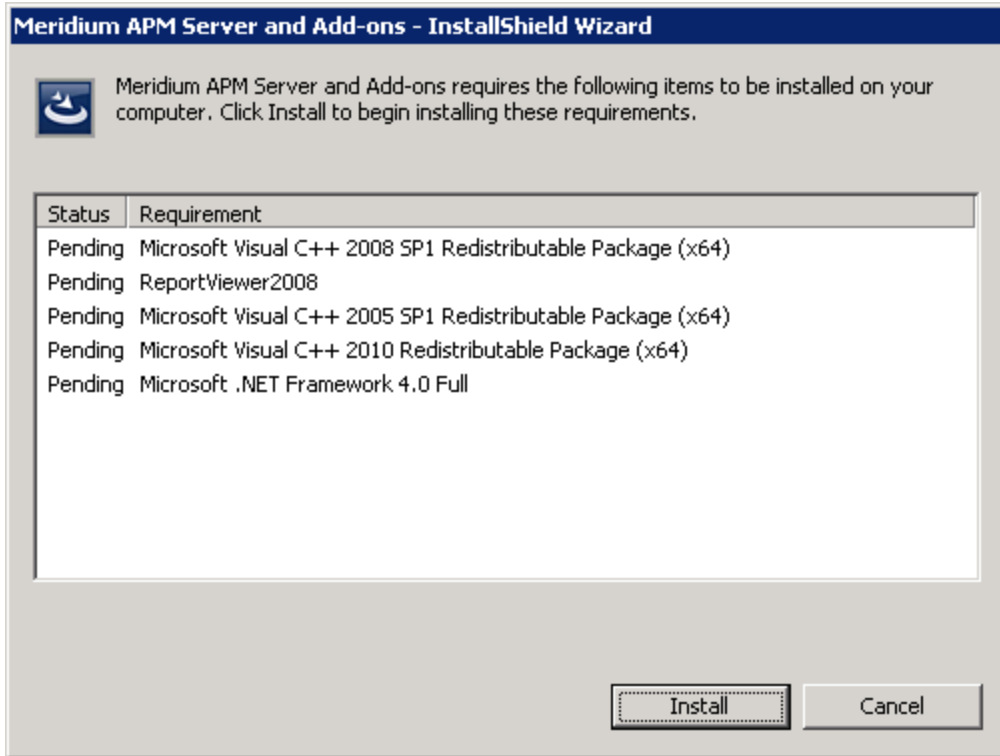 Meridium APM Server and Add-ons - InstallShield Wizard
Meridium APM Server and Add-ons requires the following items to be installed on your
computer. Click Install to begin installing these requirements.
Status Requirement
Pending Microsoft Visual C++ 2008 SP1 Redistributable Package (x64)
Pending ReportViewer2008
Pending Microsoft Visual C++ 2005 SP1 Redistributable Package (x64)
Pending Microsoft Visual C++ 2010 Redistributable Package (x64)
Pending Microsoft .NET Framework 4.0 Full
Install Cancel